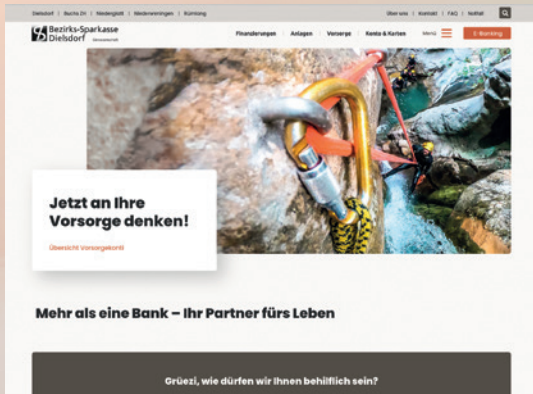 Dielsdorf | Buchs ZH | Niederglatt | Niederweningen | Rümlang
Über uns | Kontakt | FAQ | Notfall
Bezirks-Sparkasse
Dielsdorf Genossenschaft
Finanzierungen Anlagen Vorsorge Konto & Karten Menü E-Banking
Jetzt an Ihre
Vorsorge denken!
Übersicht Vorsorgekonti
Mehr als eine Bank – Ihr Partner fürs Leben
Grüezi, wie dürfen wir Ihnen behilflich sein?